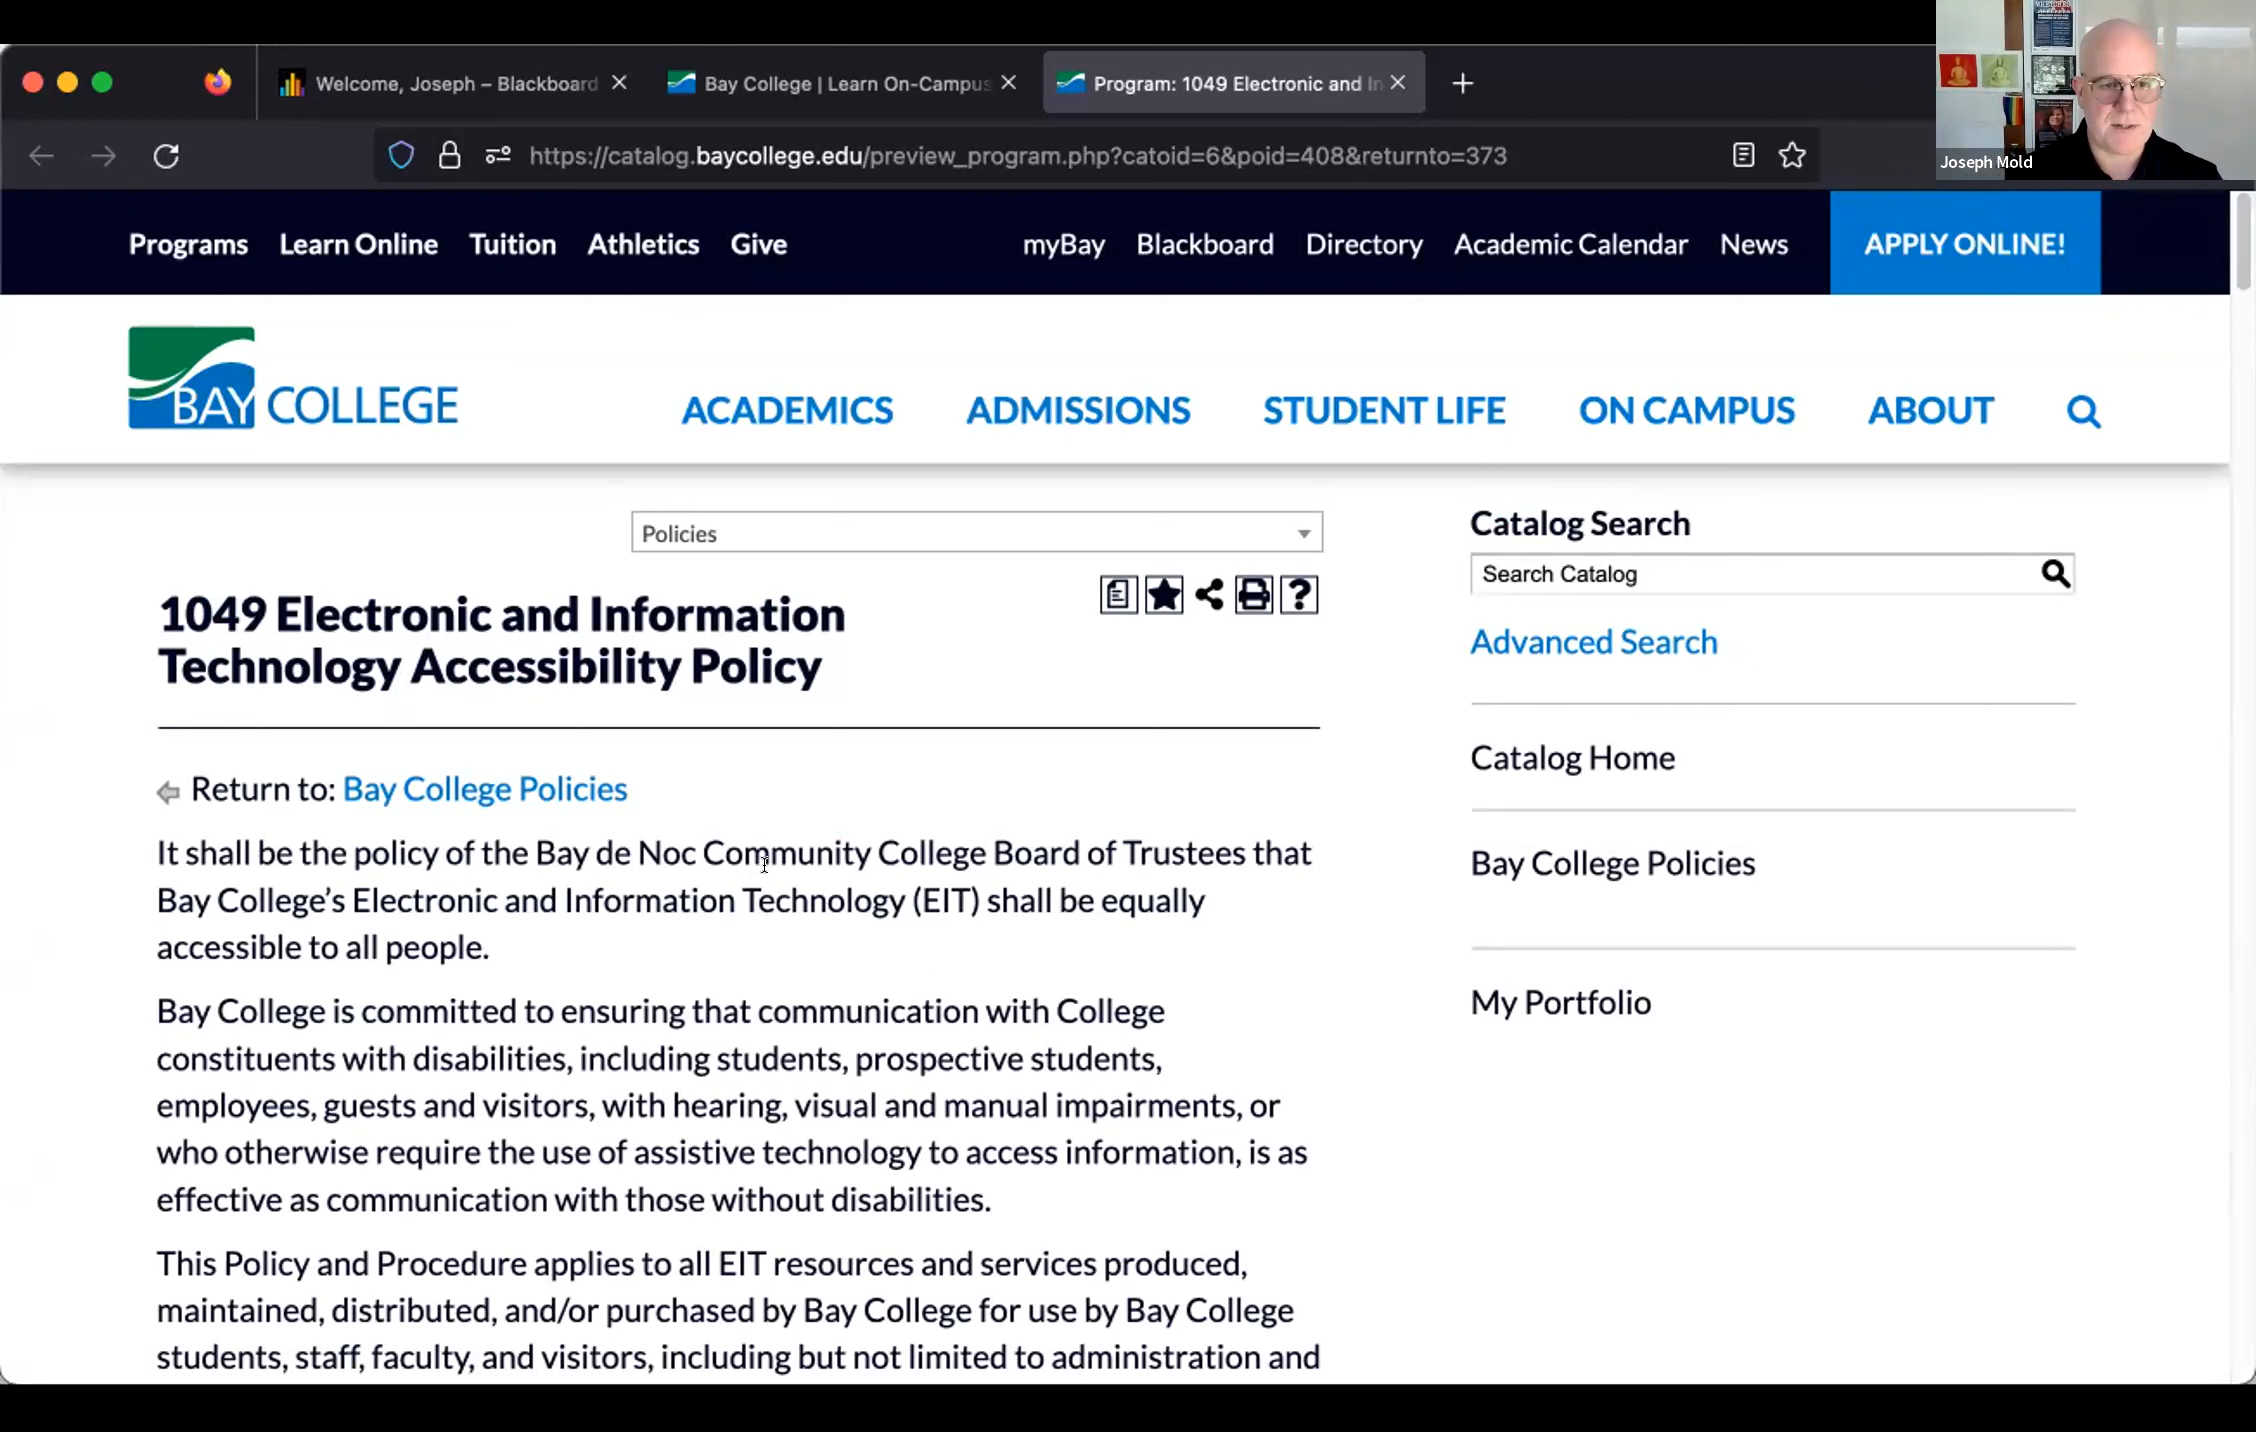 Welcome, Joseph – Blackboard
Bay College | Learn On-Campus
Program: 1049 Electronic and In
https://catalog.baycollege.edu/preview_program.php?catoid=6&poid=408&returnto=373
Joseph Mold
Programs Learn Online Tuition Athletics Give myBay Blackboard Directory Academic Calendar News APPLY ONLINE!
BAY COLLEGE
ACADEMICS ADMISSIONS STUDENT LIFE ON CAMPUS ABOUT
Policies
1049 Electronic and Information
Technology Accessibility Policy
Return to: Bay College Policies
It shall be the policy of the Bay de Noc Community College Board of Trustees that
Bay College’s Electronic and Information Technology (EIT) shall be equally
accessible to all people.
Bay College is committed to ensuring that communication with College
constituents with disabilities, including students, prospective students,
employees, guests and visitors, with hearing, visual and manual impairments, or
who otherwise require the use of assistive technology to access information, is as
effective as communication with those without disabilities.
This Policy and Procedure applies to all EIT resources and services produced,
maintained, distributed, and/or purchased by Bay College for use by Bay College
students, staff, faculty, and visitors, including but not limited to administration and
Catalog Search
Search Catalog
Advanced Search
Catalog Home
Bay College Policies
My Portfolio